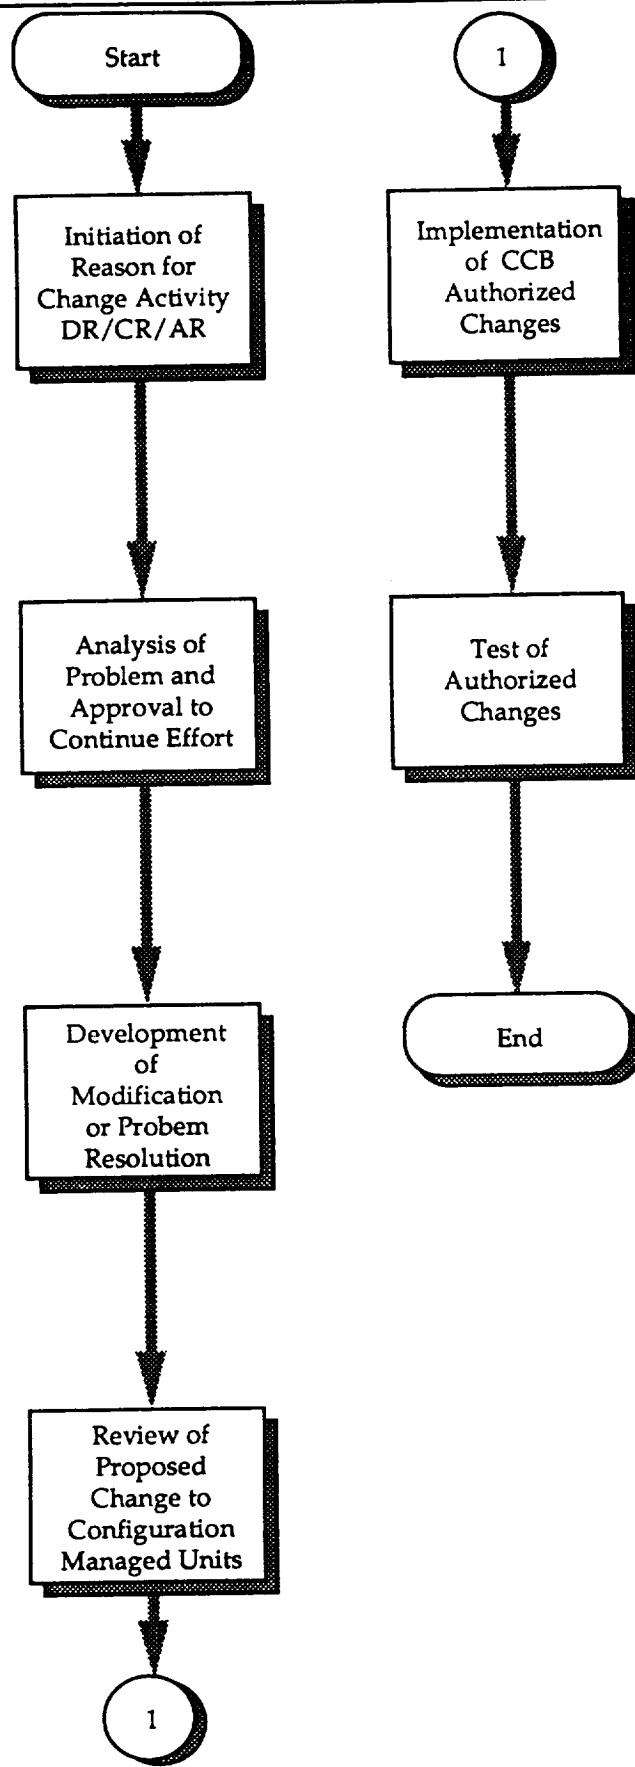 Start
Initiation of
Reason for
Change Activity
DR/CR/AR
Analysis of
Problem and
Approval to
Continue Effort
Development
of
Modification
or Probem
Resolution
Review of
Proposed
Change to
Configuration
Managed Units
1
1
Implementation
of CCB
Authorized
Changes
Test of
Authorized
Changes
End